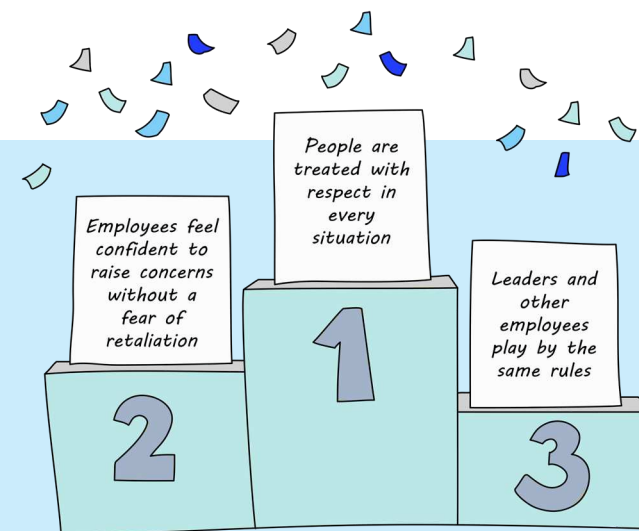 People are
treated with
respect in
every
situation
1
Employees feel
confident to
raise concerns
without a
fear of
retaliation
2
Leaders and
other
employees
play by the
same rules
3